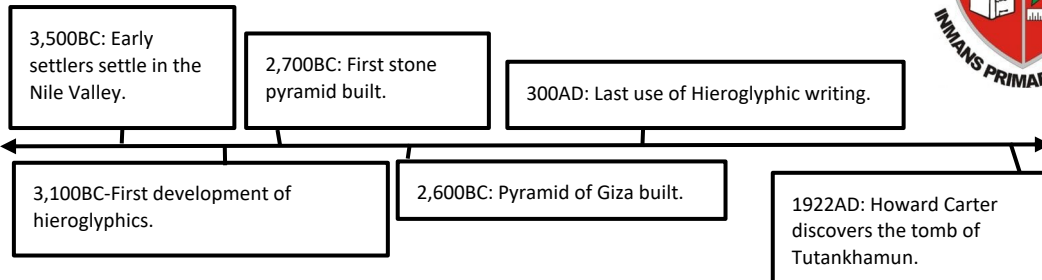 3,500BC: Early
settlers settle in the
Nile Valley.
2,700BC: First stone
pyramid built.
300AD: Last use of Hieroglyphic writing.
INMANS
3,100BC-First development of
hieroglyphics.
2,600BC: Pyramid of Giza built.
1922AD: Howard Carter
discovers the tomb of
Tutankhamun.